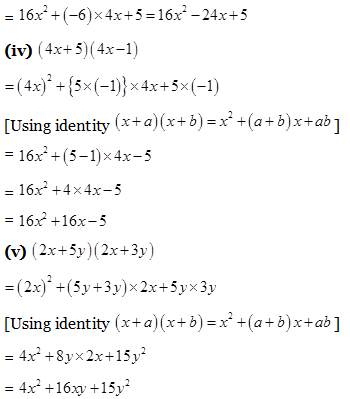 = 16x² + (−6) × 4x + 5 = 16x² − 24x + 5
(iv) (4x + 5)(4x − 1)
= (4x)² + {5 × (−1)} × 4x + 5 × (−1)
[Using identity (x + a)(x + b) = x² + (a + b)x + ab]
= 16x² + (5 − 1) × 4x − 5
= 16x² + 4 × 4x − 5
= 16x² + 16x − 5
(v) (2x + 5y)(2x + 3y)
= (2x)² + (5y + 3y) × 2x + 5y × 3y
[Using identity (x + a)(x + b) = x² + (a + b)x + ab]
= 4x² + 8y × 2x + 15y²
= 4x² + 16xy + 15y²